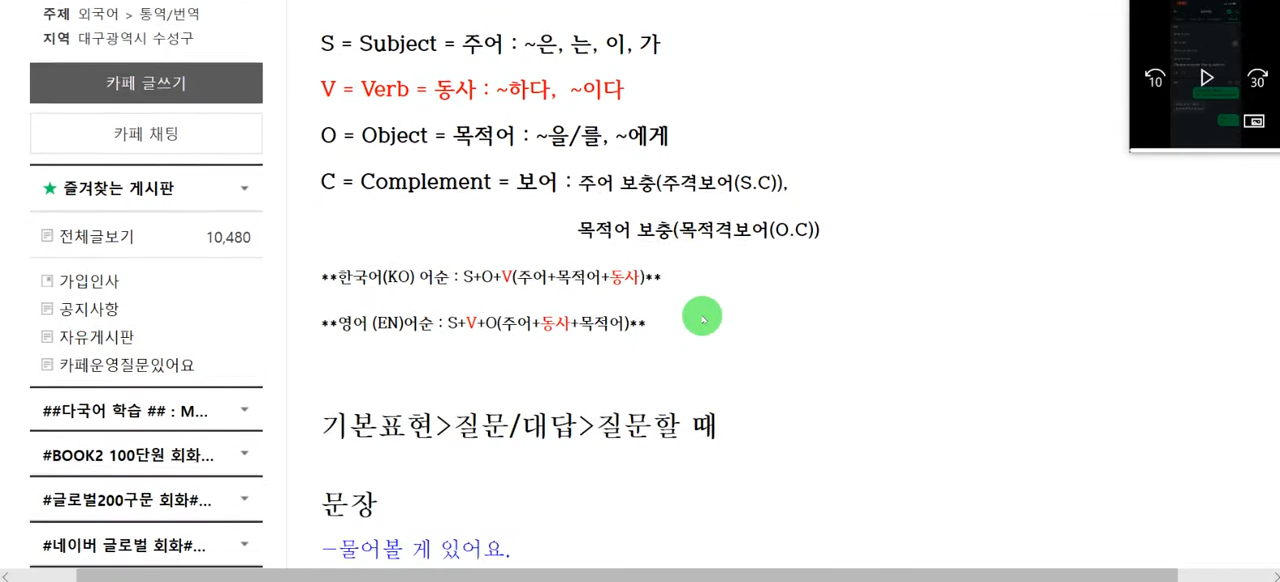 주제 외국어 > 통역/번역
지역 대구광역시 수성구
카페 글쓰기
카페 채팅
★ 즐겨찾는 게시판
전체글보기 10,480
가입인사
공지사항
자유게시판
카페운영질문있어요
##다국어 학습 ## : M...
#BOOK2 100단원 회화...
#글로벌200구문 회화#...
#네이버 글로벌 회화#...
S = Subject = 주어 : ~은, 는, 이, 가
V = Verb = 동사 : ~하다, ~이다
O = Object = 목적어 : ~을/를, ~에게
C = Complement = 보어 : 주어 보충(주격보어(S.C)),
목적어 보충(목적격보어(O.C))
**한국어(KO) 어순 : S+O+V(주어+목적어+동사)**
**영어 (EN)어순 : S+V+O(주어+동사+목적어)**
기본표현>질문/대답>질문할 때
문장
-물어볼 게 있어요.
10
30